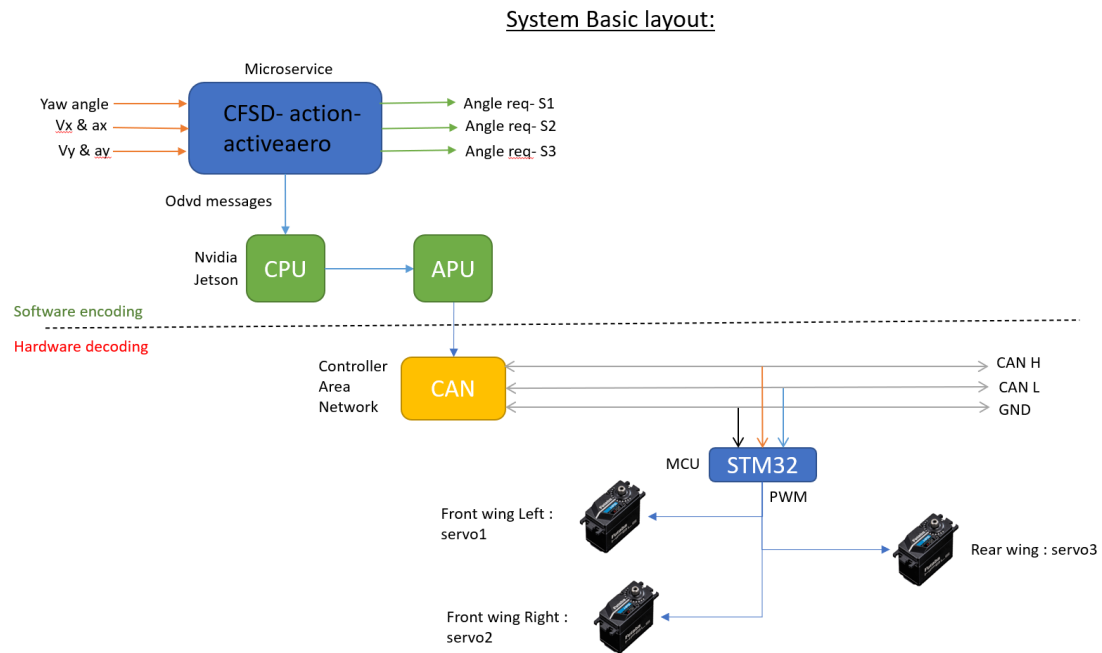 System Basic layout:
Microservice
Yaw angle
Vx & ax
Vy & ay
CFSD- action-
activeaero
Angle req- S1
Angle req- S2
Angle req- S3
Odvd messages
Nvidia
Jetson
CPU
APU
Software encoding
Hardware decoding
Controller
Area
Network
CAN
CAN H
CAN L
GND
MCU
STM32
PWM
Front wing Left :
servo1
Rear wing : servo3
Front wing Right :
servo2